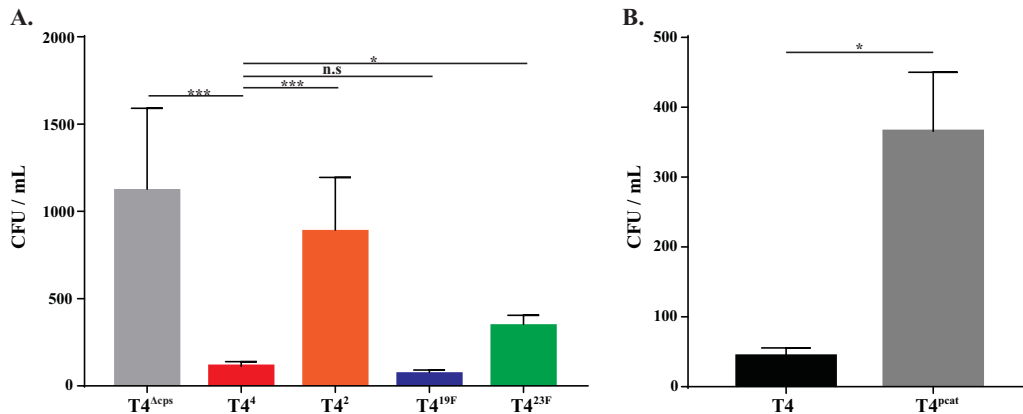 A.
2000
1500
1000
500
0
CFU / mL
*
n.s
***
***
T4Δcps
T44
T42
T419F
T423F
B.
500
400
300
200
100
0
CFU / mL
*
T4
T4pcat